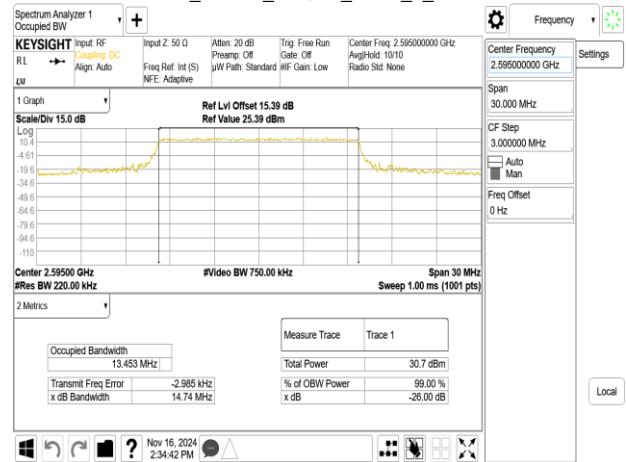 Spectrum Analyzer 1
Occupied BW
Frequency
KEYSIGHT
RL
LXI
Input: RF
Coupling: DC
Align: Auto
Input Z: 50 Ω
Freq Ref: Int (S)
NFE: Adaptive
Atten: 20 dB
Preamp: Off
µW Path: Standard
Trig: Free Run
Gate: Off
#IF Gain: Low
Center Freq: 2.595000000 GHz
Avg|Hold: 10/10
Radio Std: None
Center Frequency
2.595000000 GHz
Settings
Span
30.000 MHz
CF Step
3.000000 MHz
Auto
Man
Freq Offset
0 Hz
Local
1 Graph
Scale/Div 15.0 dB
Ref Lvl Offset 15.39 dB
Ref Value 25.39 dBm
Log
10.4
-4.61
-19.6
-34.6
-49.6
-64.6
-79.6
-94.6
-110
Center 2.59500 GHz
#Video BW 750.00 kHz
Span 30 MHz
#Res BW 220.00 kHz
Sweep 1.00 ms (1001 pts)
2 Metrics
Measure Trace
Trace 1
Occupied Bandwidth
13.453 MHz
Total Power
30.7 dBm
Transmit Freq Error
-2.985 kHz
% of OBW Power
99.00 %
x dB Bandwidth
14.74 MHz
x dB
-26.00 dB
?
Nov 16, 2024
2:34:42 PM